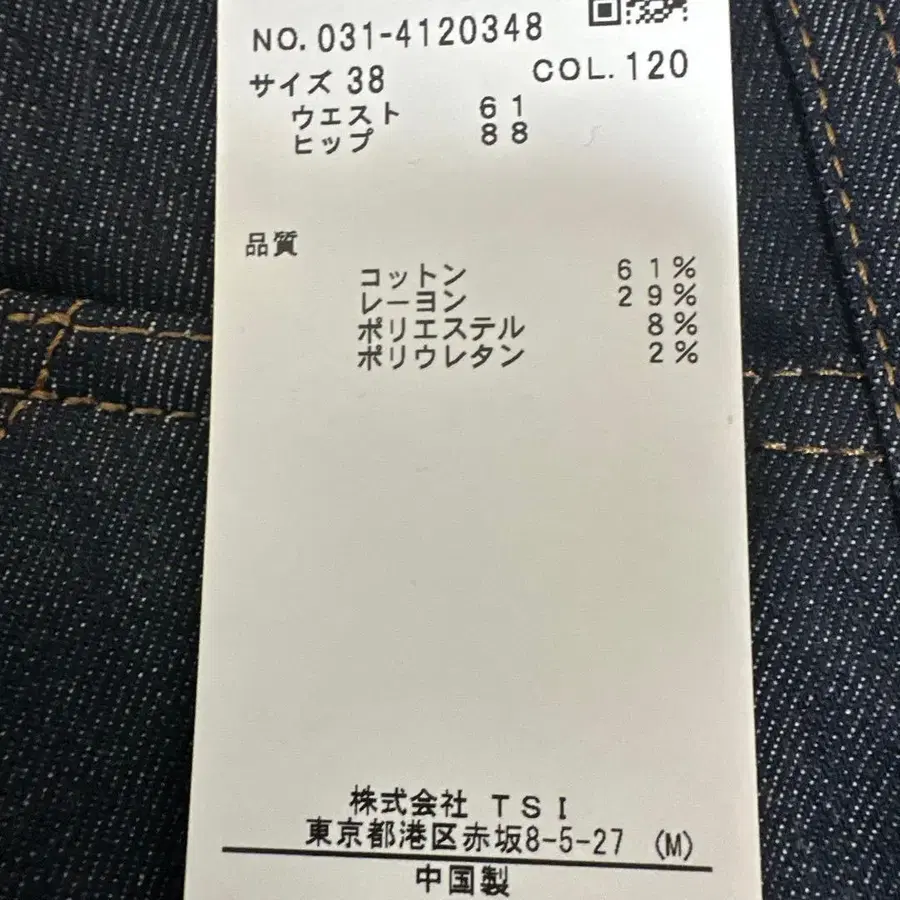 NO. 031-4120348
サイズ 38 COL. 120
ウエスト 61
ヒップ 88
品質
コットン 61%
レーヨン 29%
ポリエステル 8%
ポリウレタン 2%
株式会社 TSI
東京都港区赤坂8-5-27 (M)
中国製